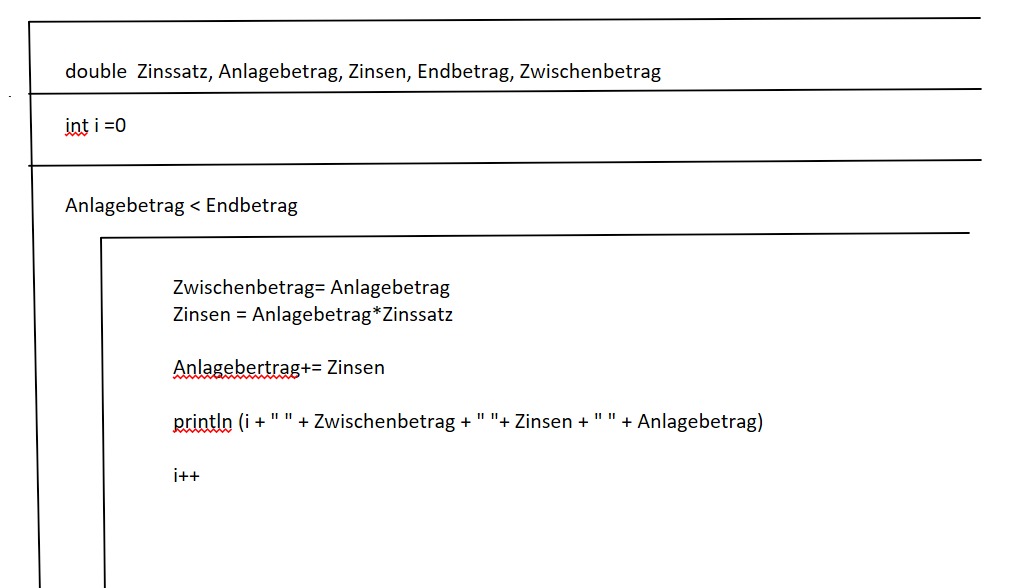 double  Zinssatz, Anlagebetrag, Zinsen, Endbetrag, Zwischenbetrag
int i =0
Anlagebetrag < Endbetrag
Zwischenbetrag= Anlagebetrag
Zinsen = Anlagebetrag*Zinssatz
Anlagebertrag+= Zinsen
println (i + " " + Zwischenbetrag + " "+ Zinsen + " " + Anlagebetrag)
i++